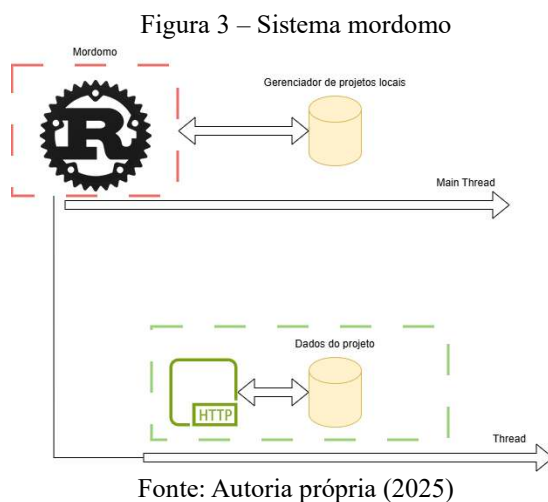 Figura 3 – Sistema mordomo
Mordomo
Gerenciador de projetos locais
R
Main Thread
Dados do projeto
HTTP
Thread
Fonte: Autoria própria (2025)